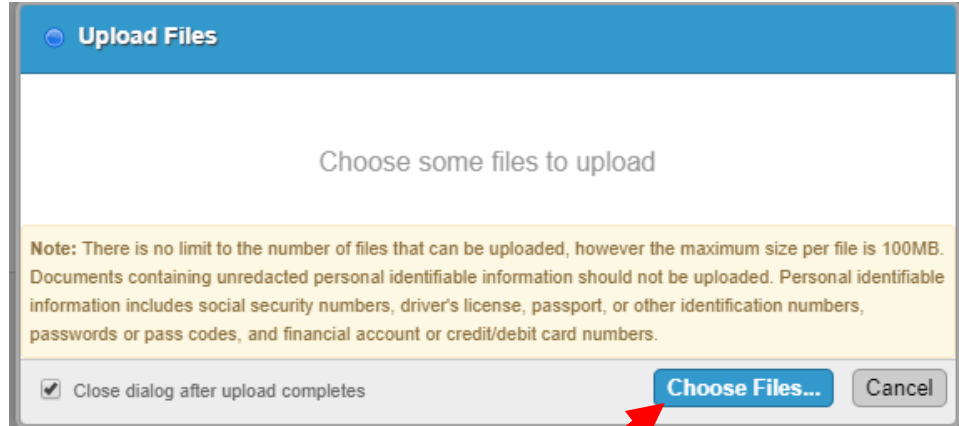 Upload Files
Choose some files to upload
Note: There is no limit to the number of files that can be uploaded, however the maximum size per file is 100MB.
Documents containing unredacted personal identifiable information should not be uploaded. Personal identifiable
information includes social security numbers, driver's license, passport, or other identification numbers,
passwords or pass codes, and financial account or credit/debit card numbers.
Close dialog after upload completes
Choose Files...
Cancel